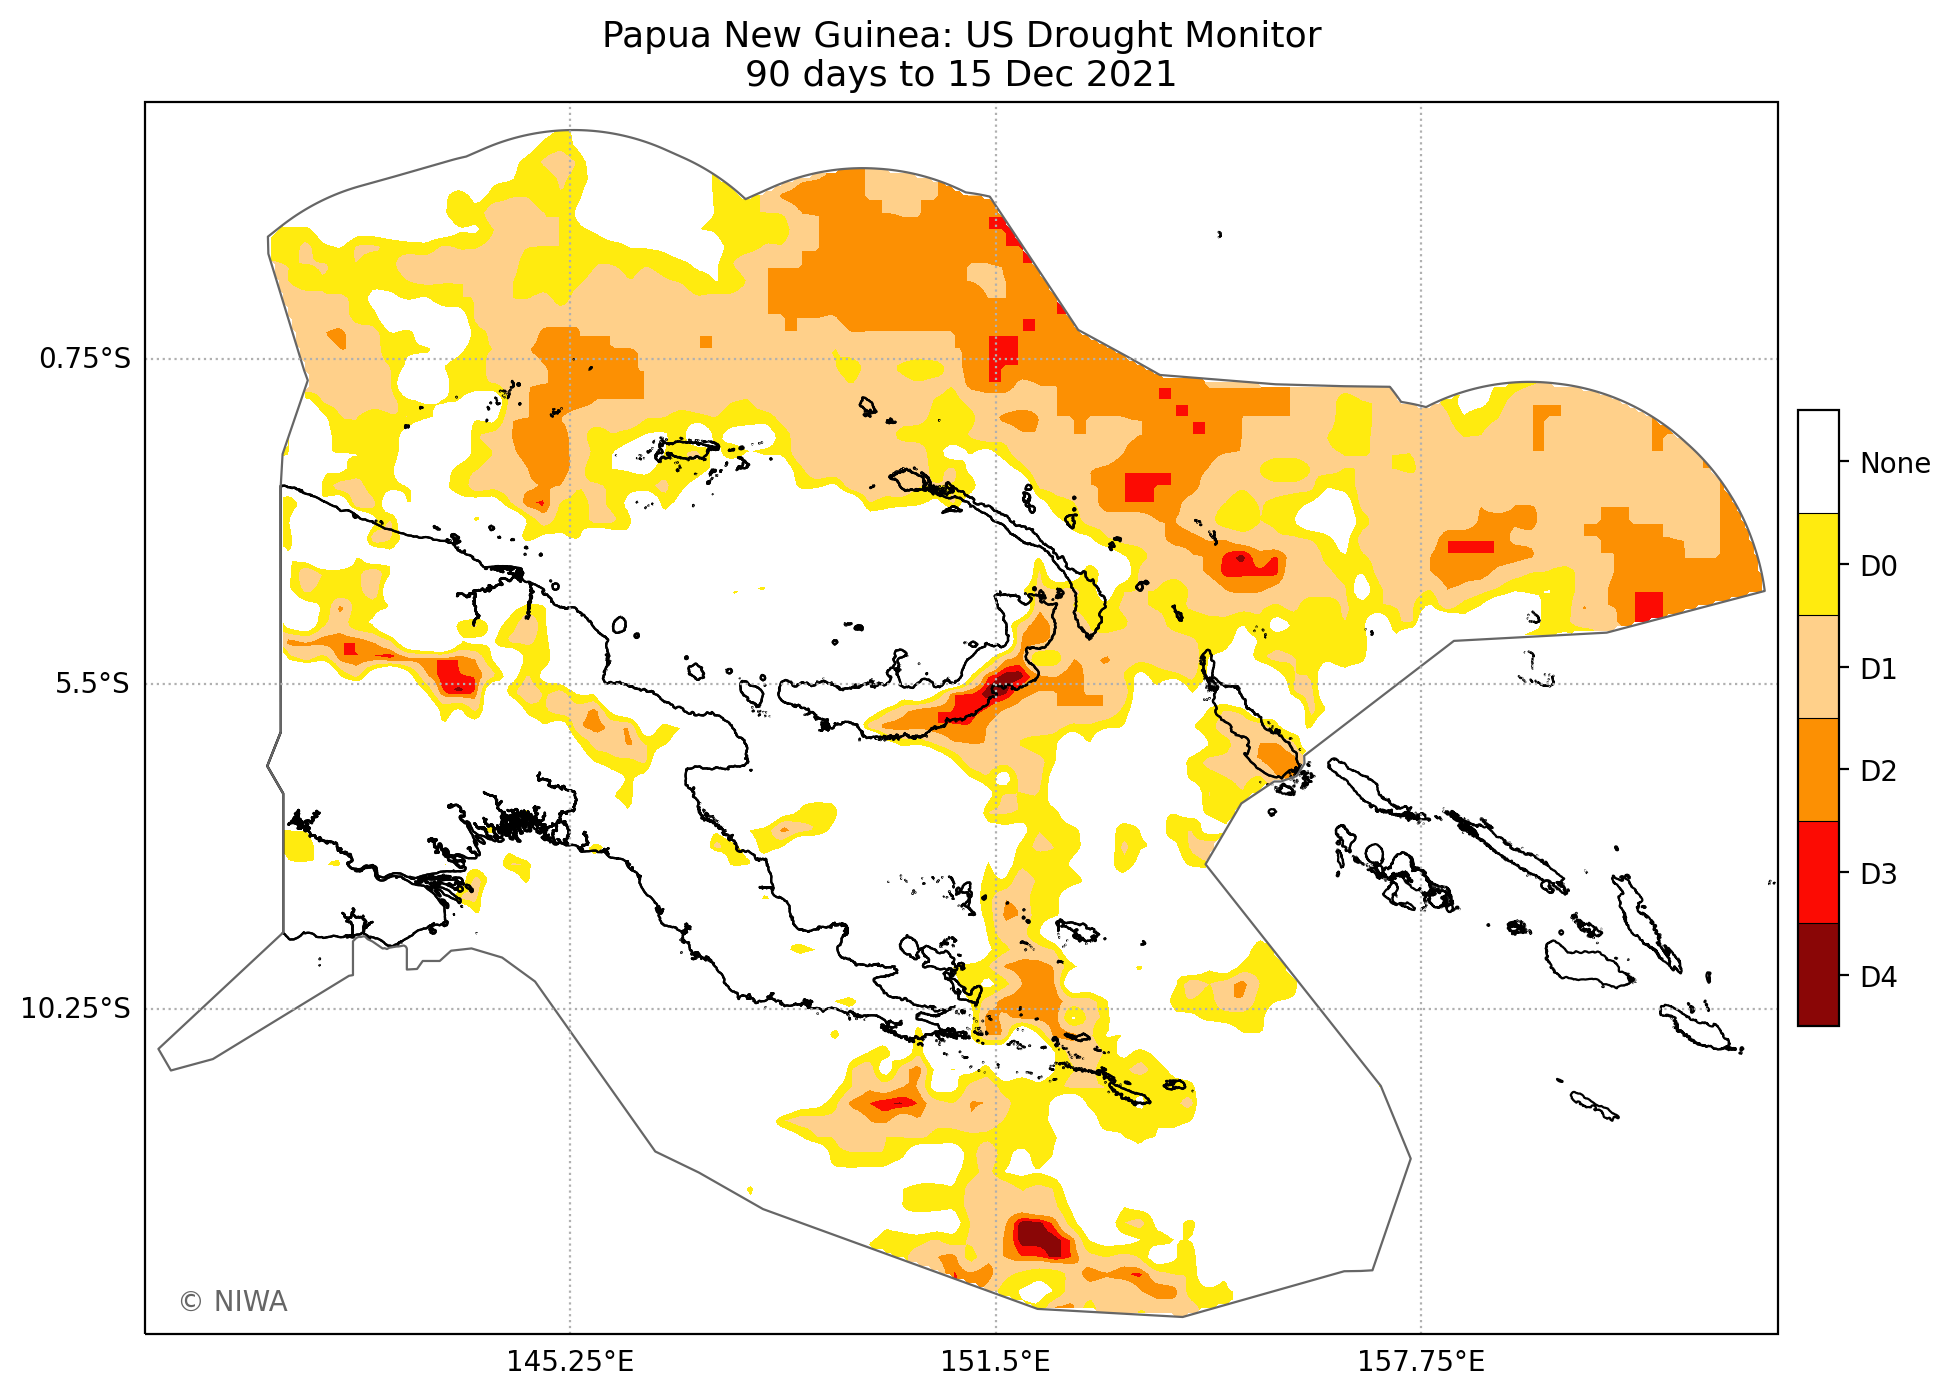 Papua New Guinea: US Drought Monitor
90 days to 15 Dec 2021
0.75°S
5.5°S
10.25°S
145.25°E
151.5°E
157.75°E
None
D0
D1
D2
D3
D4
© NIWA